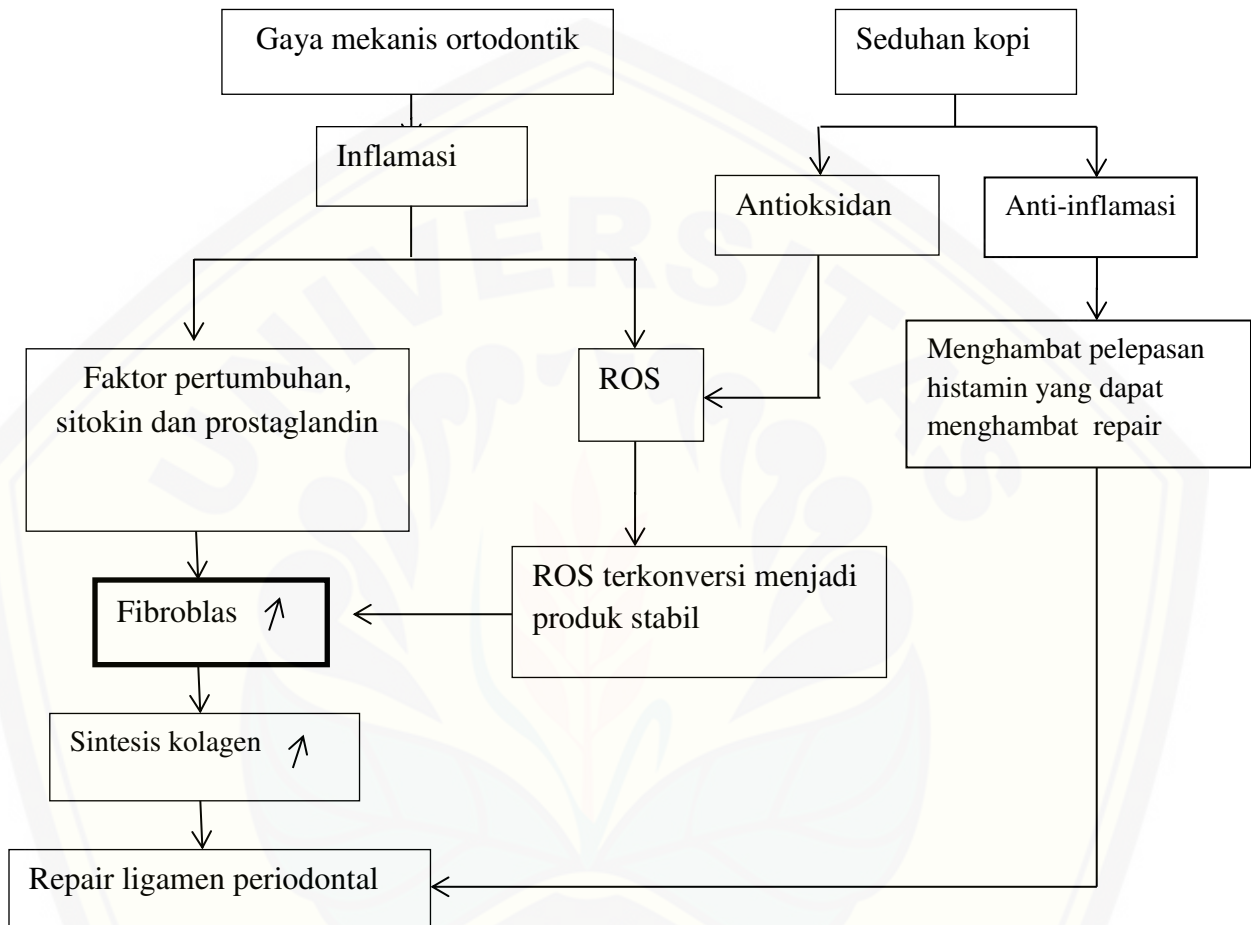 Gaya mekanis ortodontik
Seduhan kopi
Inflamasi
Antioksidan
Anti-inflamasi
Faktor pertumbuhan,
sitokin dan prostaglandin
ROS
Menghambat pelepasan
histamin yang dapat
menghambat repair
ROS terkonversi menjadi
produk stabil
Fibroblas
Sintesis kolagen
Repair ligamen periodontal
UNIVERSITAS